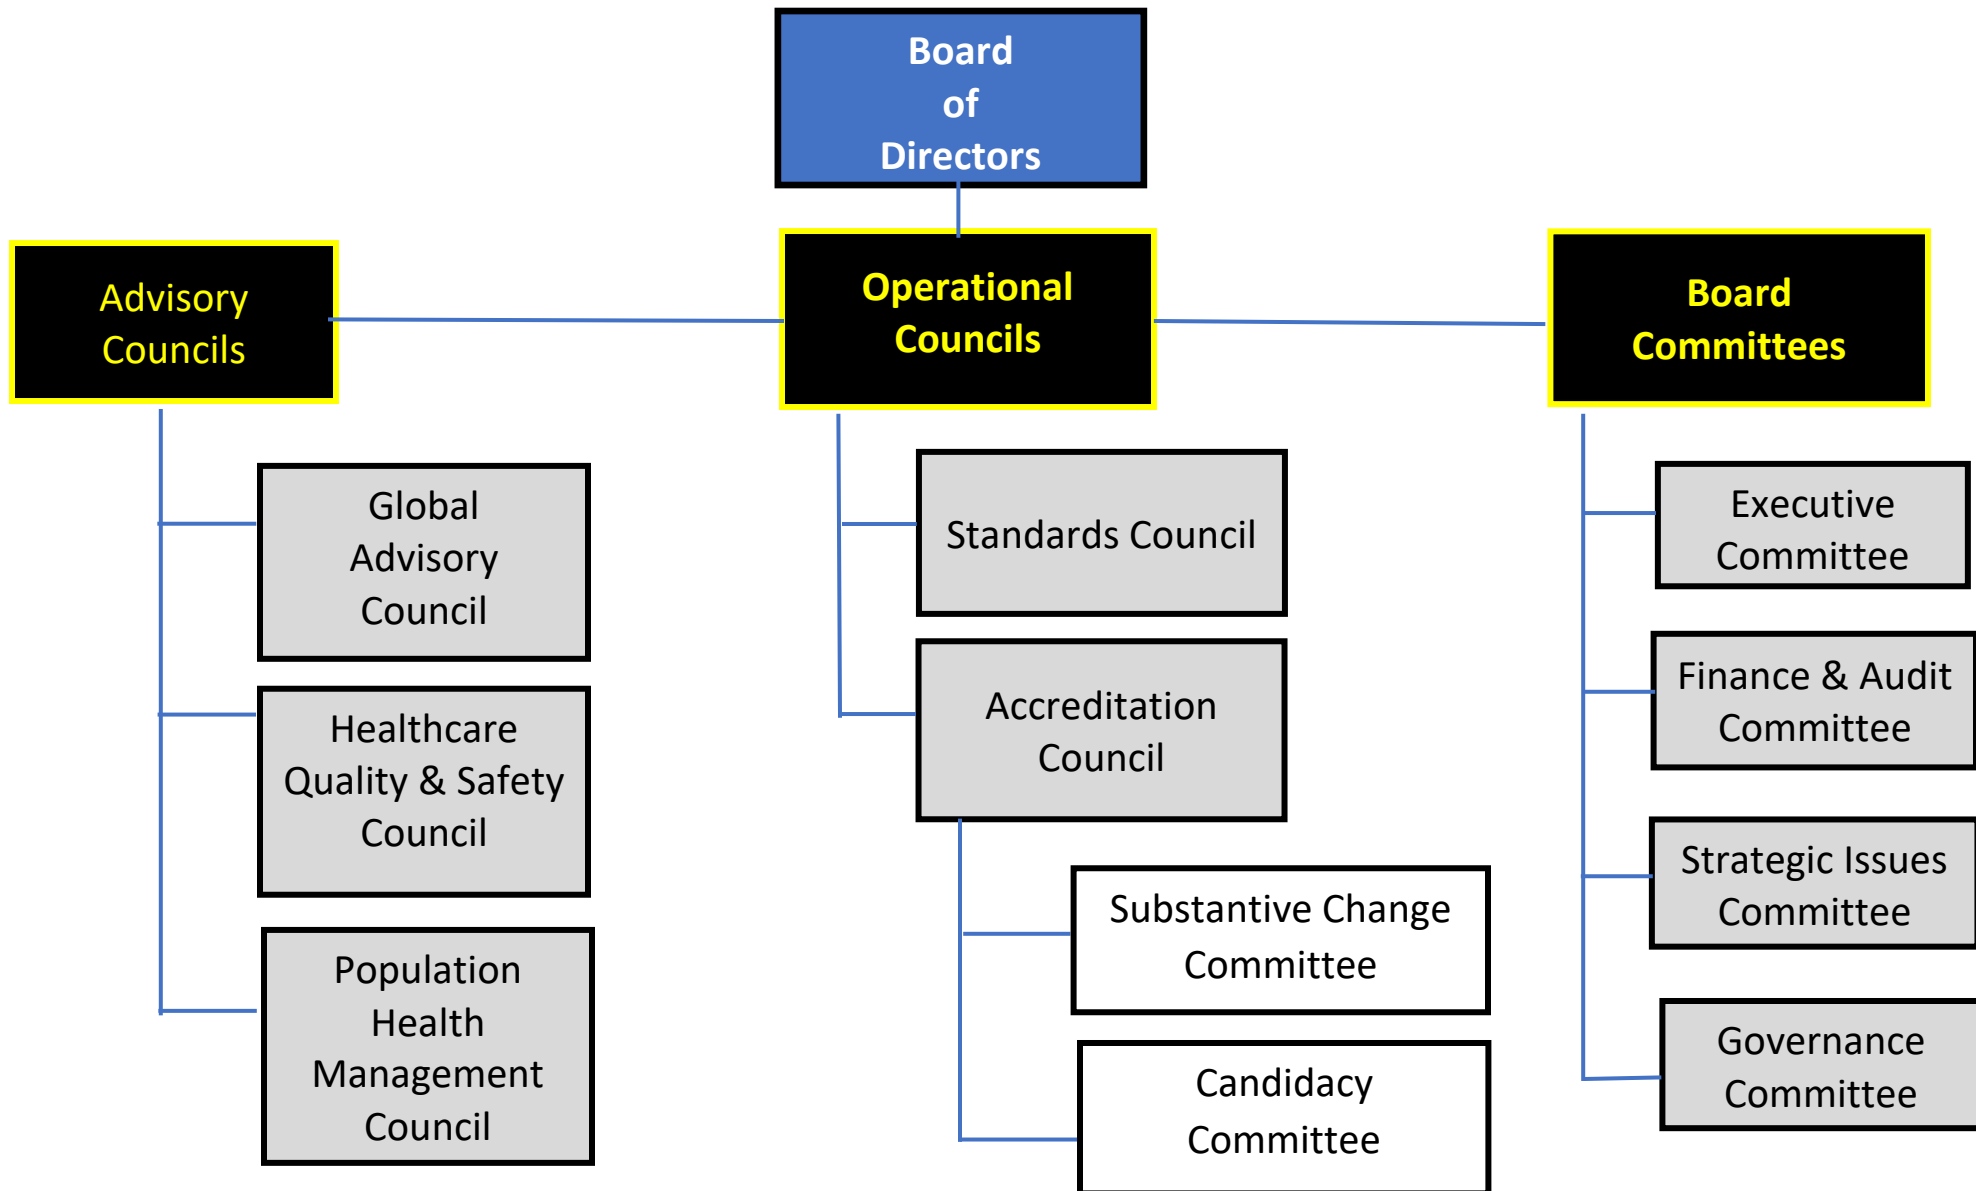 Board
of
Directors
Advisory
Councils
Operational
Councils
Board
Committees
Global
Advisory
Council
Healthcare
Quality & Safety
Council
Population
Health
Management
Council
Standards Council
Accreditation
Council
Substantive Change
Committee
Candidacy
Committee
Executive
Committee
Finance & Audit
Committee
Strategic Issues
Committee
Governance
Committee